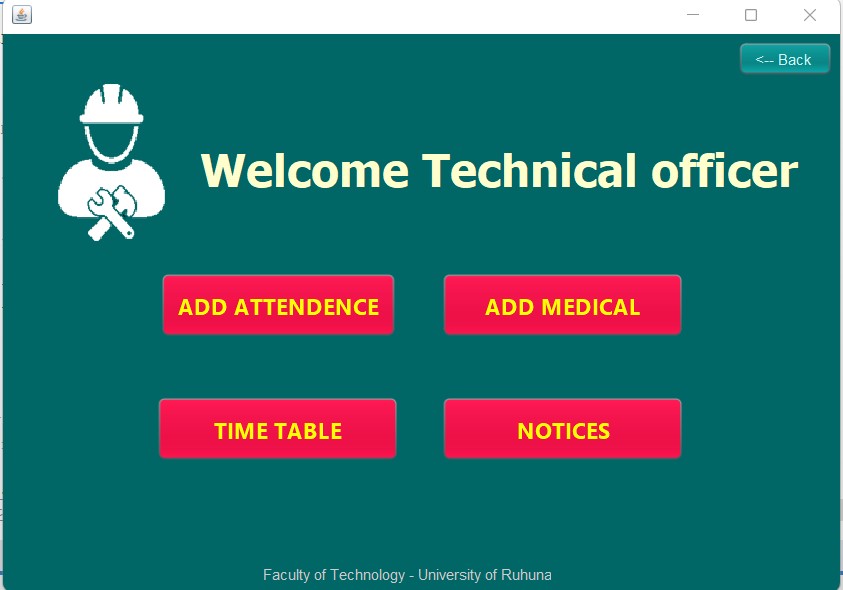 <-- Back
Welcome Technical officer
ADD ATTENDENCE
ADD MEDICAL
TIME TABLE
NOTICES
Faculty of Technology - University of Ruhuna